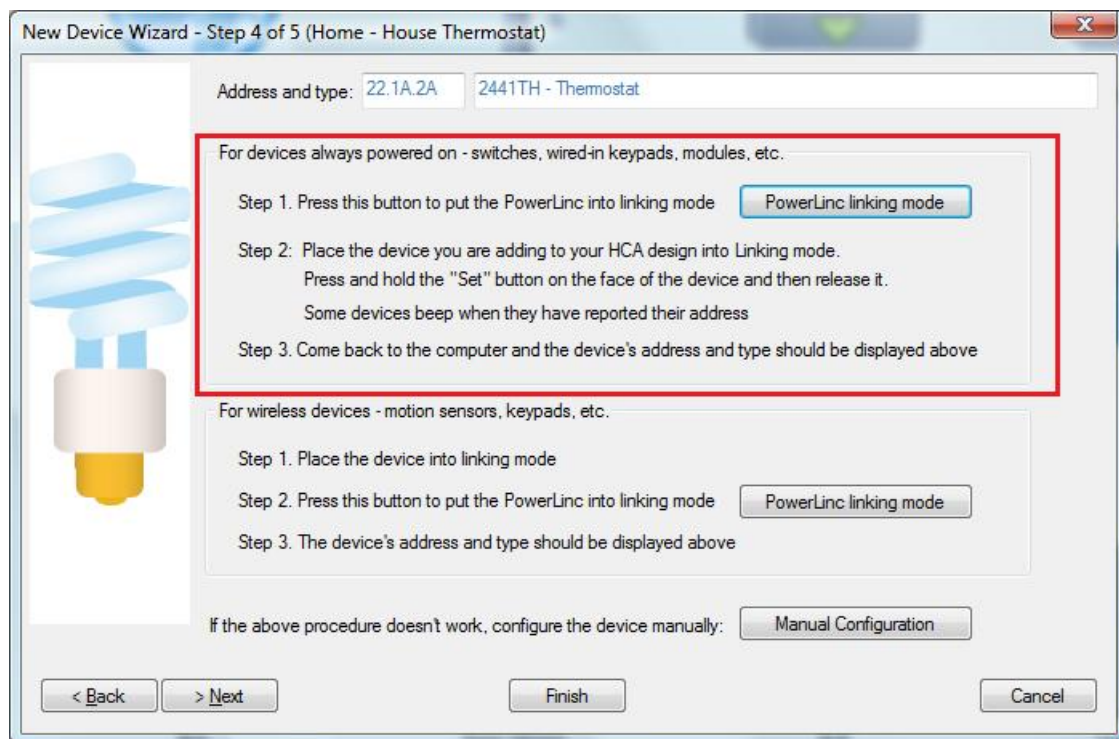 New Device Wizard - Step 4 of 5 (Home - House Thermostat)
Address and type: 22.1A.2A 2441TH - Thermostat
For devices always powered on - switches, wired-in keypads, modules, etc.
Step 1. Press this button to put the PowerLinc into linking mode PowerLinc linking mode
Step 2: Place the device you are adding to your HCA design into Linking mode.
Press and hold the "Set" button on the face of the device and then release it.
Some devices beep when they have reported their address
Step 3. Come back to the computer and the device's address and type should be displayed above
For wireless devices - motion sensors, keypads, etc.
Step 1. Place the device into linking mode
Step 2. Press this button to put the PowerLinc into linking mode PowerLinc linking mode
Step 3. The device's address and type should be displayed above
If the above procedure doesn't work, configure the device manually: Manual Configuration
< Back > Next Finish Cancel